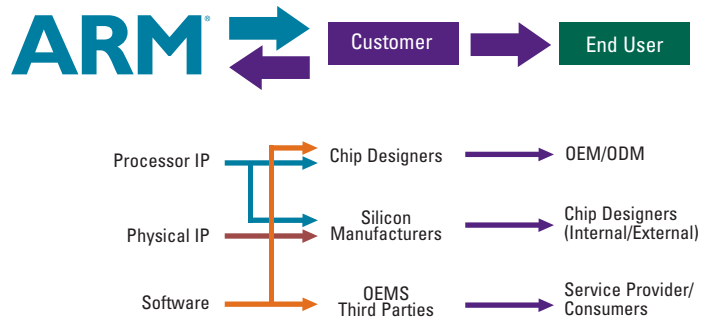 ARM®
Customer
End User
Processor IP
Chip Designers
OEM/ODM
Physical IP
Silicon
Manufacturers
Chip Designers
(Internal/External)
Software
OEMS
Third Parties
Service Provider/
Consumers